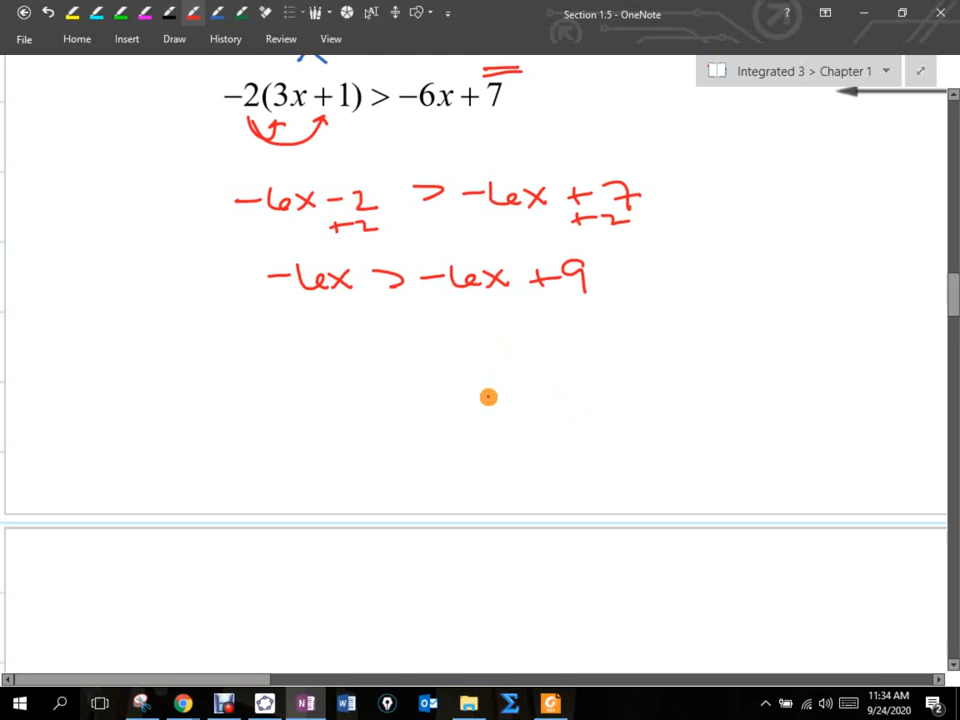 Section 1.5 - OneNote
?
File Home Insert Draw History Review View
Integrated 3 > Chapter 1
−2(3x + 1) > −6x + 7
-6x - 2 > -6x + 7
+2 +2
-6x > -6x + 9
11:34 AM
9/24/2020
2